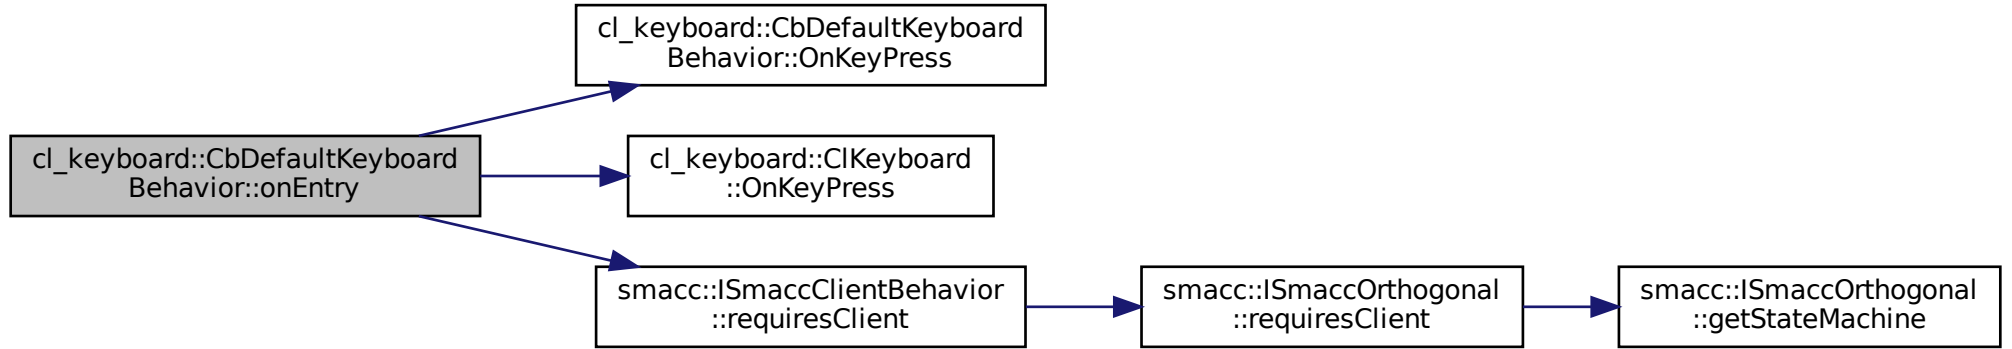 cl_keyboard::CbDefaultKeyboard
Behavior::OnKeyPress
cl_keyboard::CbDefaultKeyboard
Behavior::onEntry
cl_keyboard::ClKeyboard
::OnKeyPress
smacc::ISmaccClientBehavior
::requiresClient
smacc::ISmaccOrthogonal
::requiresClient
smacc::ISmaccOrthogonal
::getStateMachine